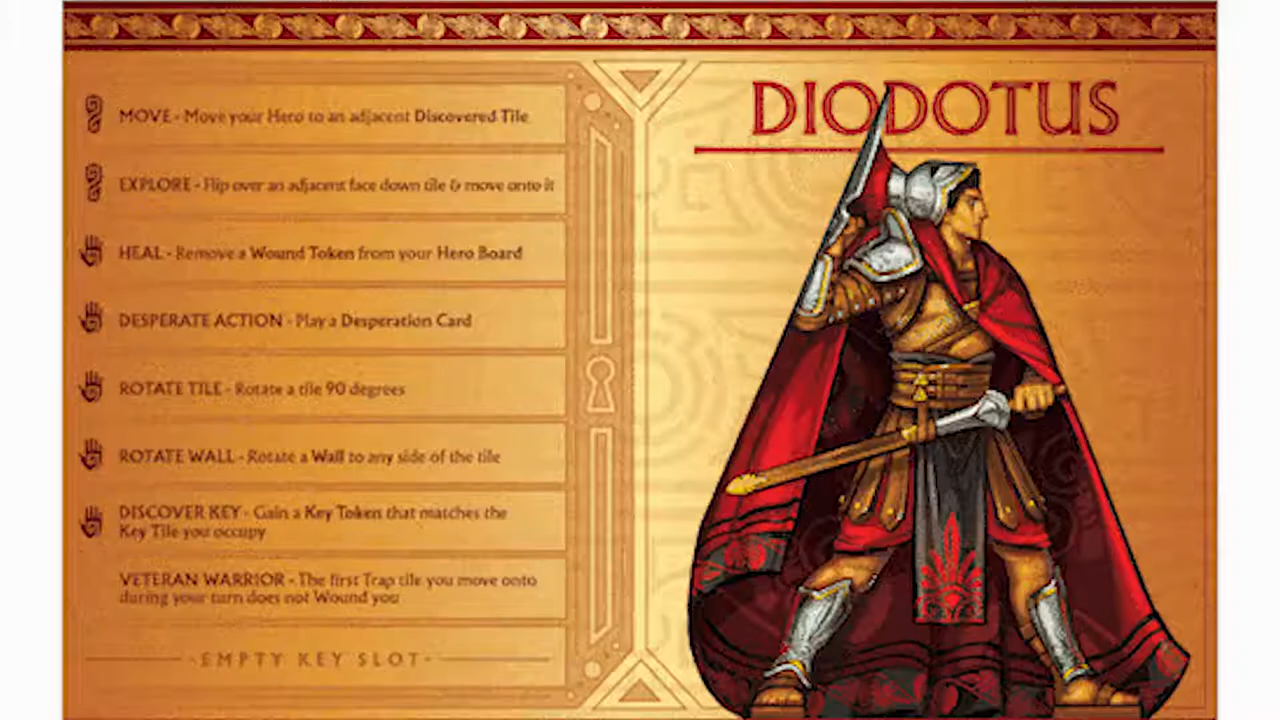 MOVE - Move your Hero to an adjacent Discovered Tile
EXPLORE - Flip over an adjacent face down tile & move onto it
HEAL - Remove a Wound Token from your Hero Board
DESPERATE ACTION - Play a Desperation Card
ROTATE TILE - Rotate a tile 90 degrees
ROTATE WALL - Rotate a Wall to any side of the tile
DISCOVER KEY - Gain a Key Token that matches the
Key Tile you occupy
VETERAN WARRIOR - The first Trap tile you move onto
during your turn does not Wound you
-EMPTY KEY SLOT-
DIODOTUS